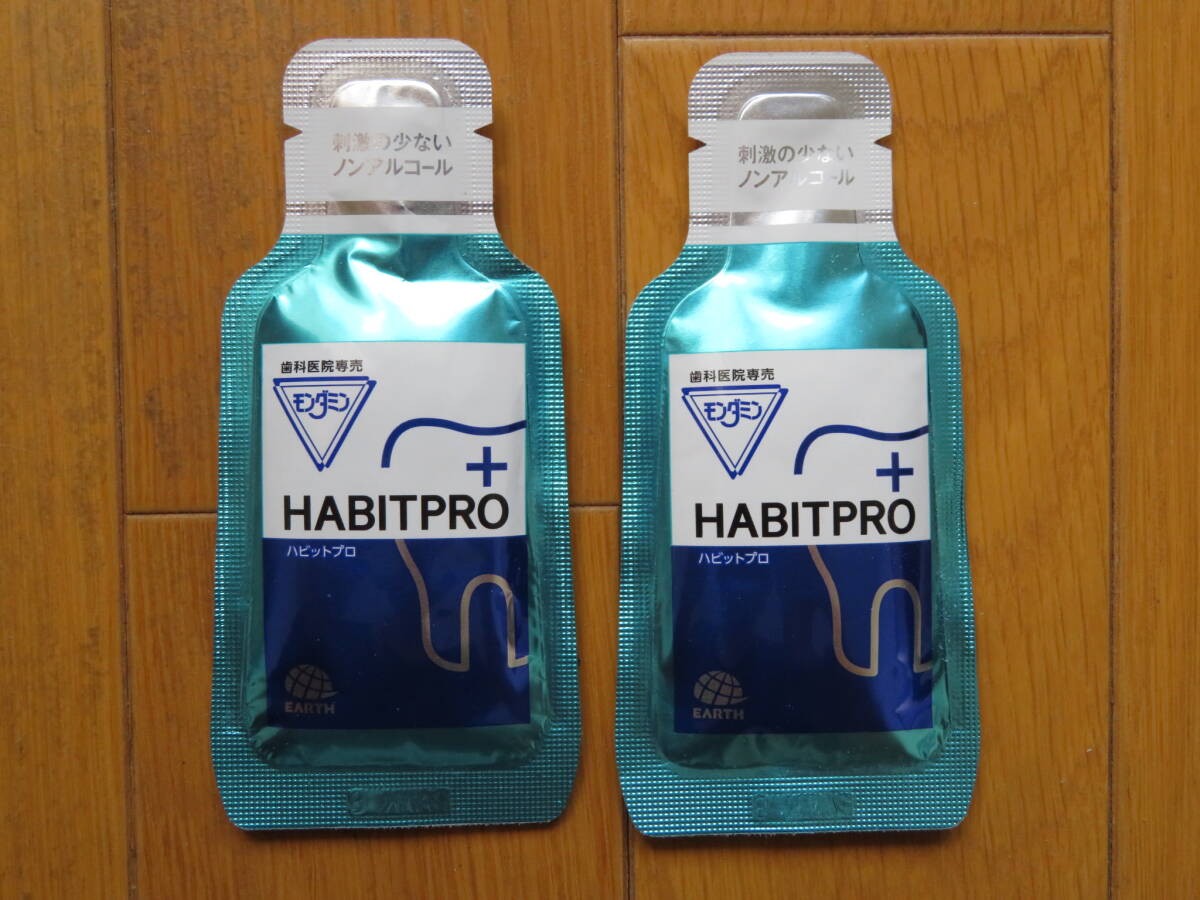 刺激の少ない
ノンアルコール
歯科医院専売
モンダミン
HABITPRO
ハビットプロ
EARTH
刺激の少ない
ノンアルコール
歯科医院専売
モンダミン
HABITPRO
ハビットプロ
EARTH